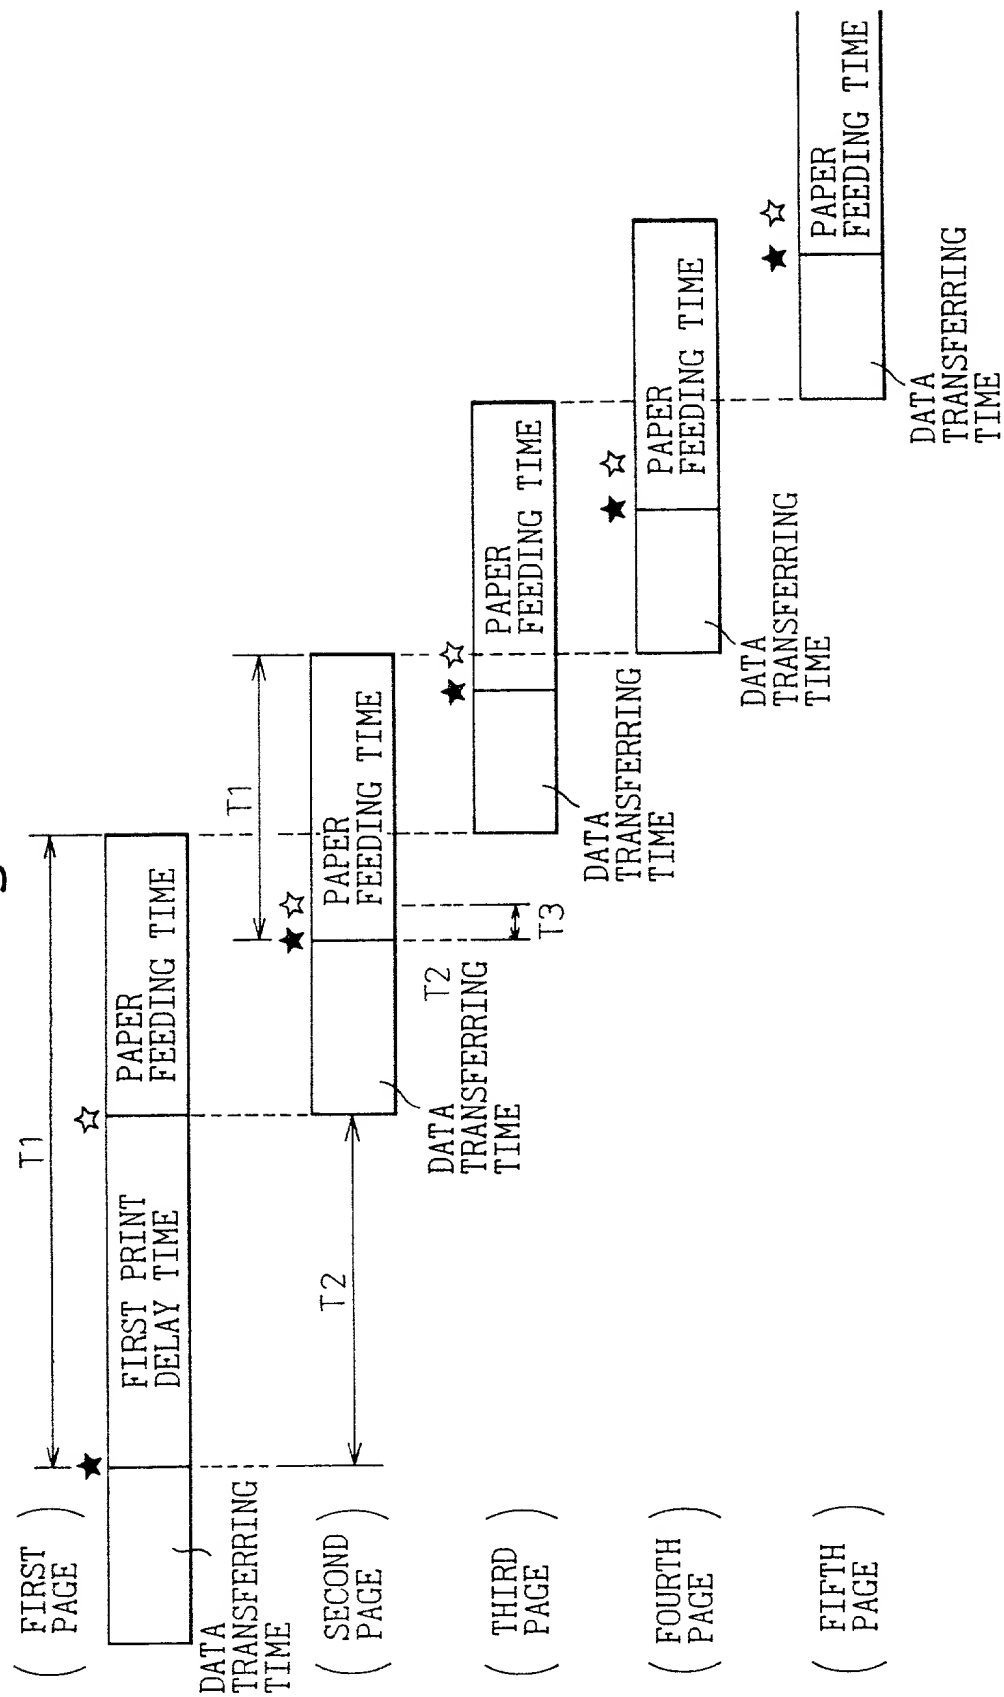 ( FIRST PAGE )
T1
FIRST PRINT
DELAY TIME
PAPER
FEEDING TIME
DATA
TRANSFERRING
TIME
( SECOND PAGE )
T2
T1
PAPER
FEEDING TIME
T2
T3
DATA
TRANSFERRING
TIME
( THIRD PAGE )
PAPER
FEEDING TIME
DATA
TRANSFERRING
TIME
( FOURTH PAGE )
PAPER
FEEDING TIME
DATA
TRANSFERRING
TIME
( FIFTH PAGE )
PAPER
FEEDING TIME
DATA
TRANSFERRING
TIME